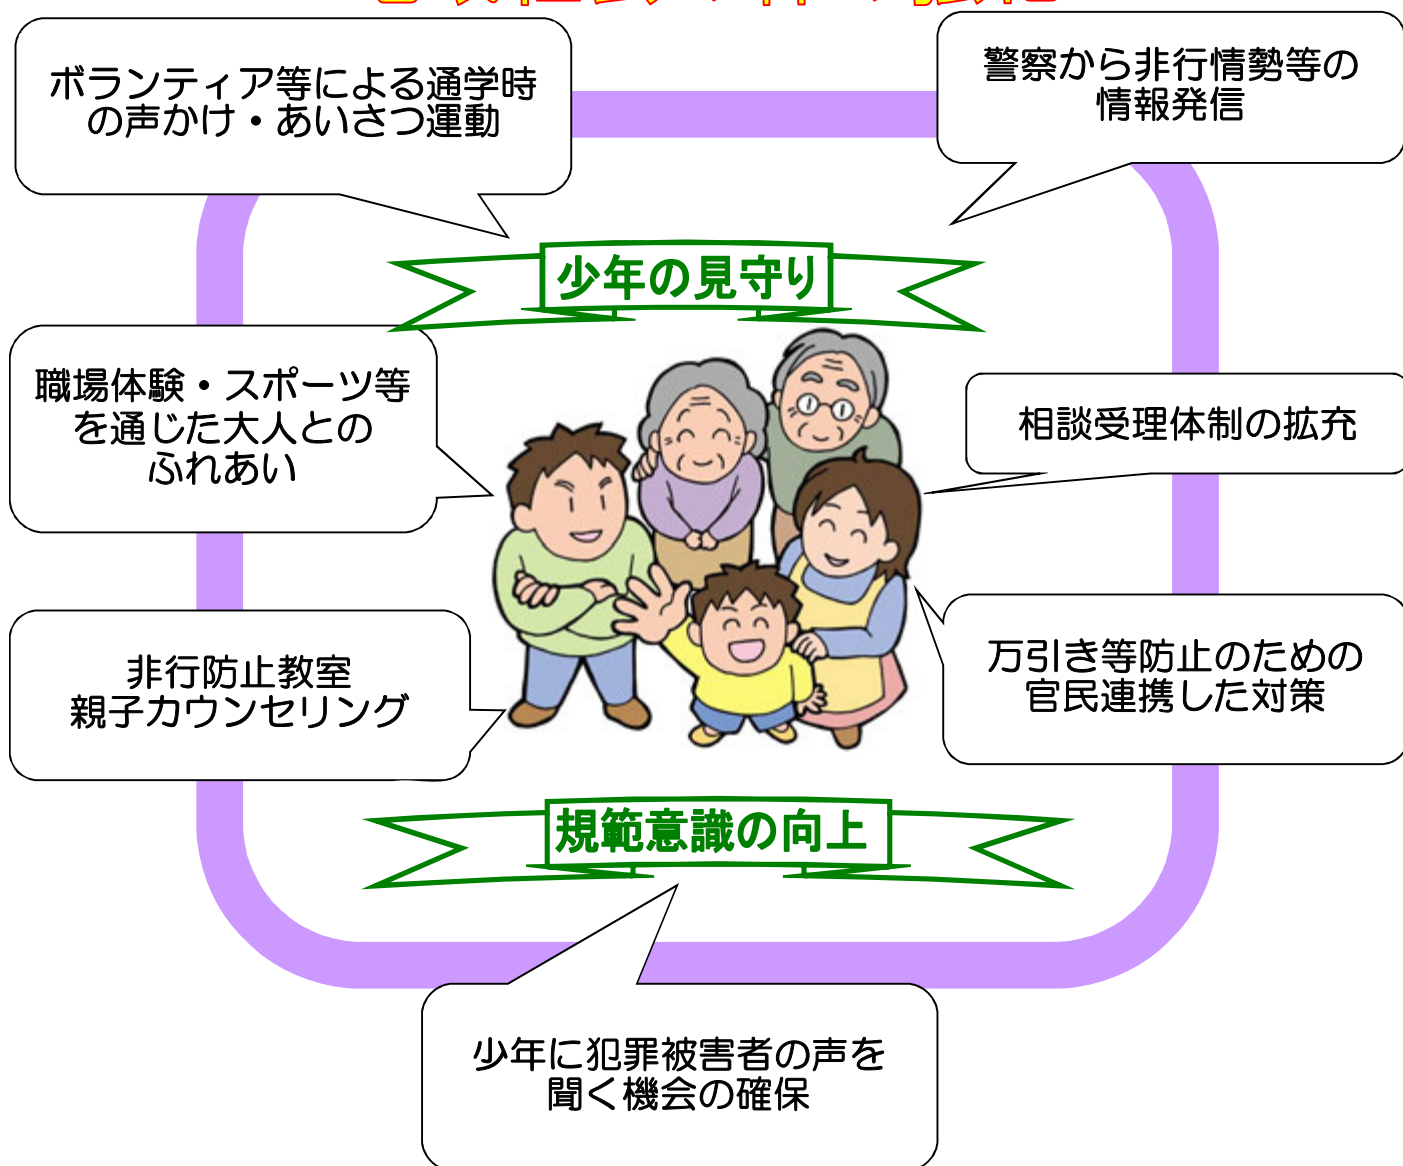 ボランティア等による通学時
の声かけ・あいさつ運動
警察から非行情勢等の
情報発信
少年の見守り
職場体験・スポーツ等
を通じた大人との
ふれあい
相談受理体制の拡充
非行防止教室
親子カウンセリング
万引き等防止のための
官民連携した対策
規範意識の向上
少年に犯罪被害者の声を
聞く機会の確保